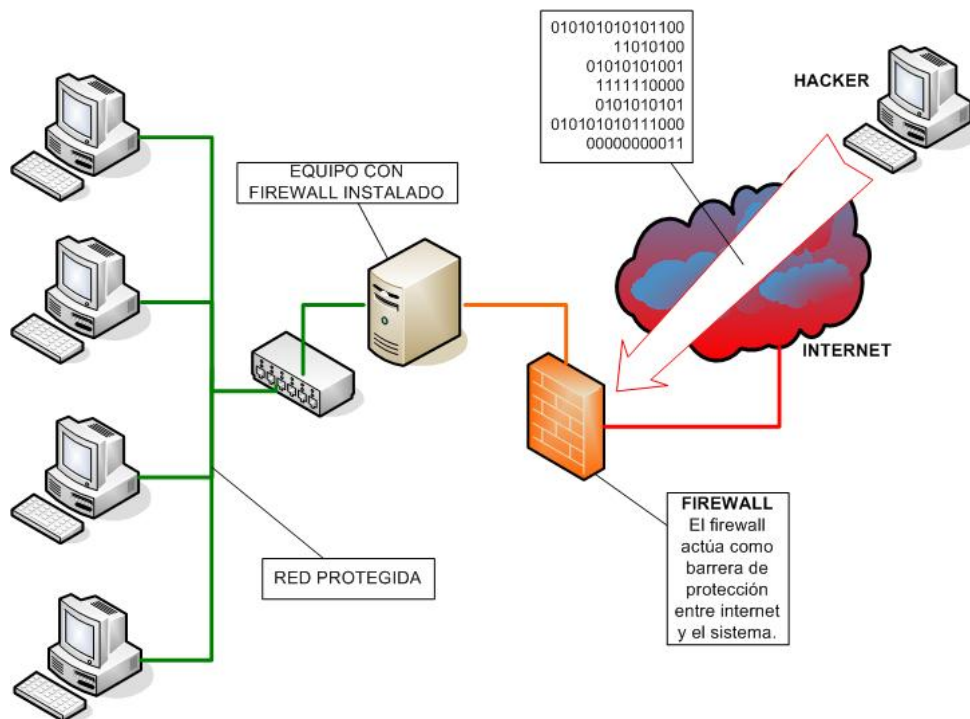 010101010101100
11010100
01010101001
1111110000
0101010101
010101010111000
00000000011
HACKER
EQUIPO CON
FIREWALL INSTALADO
INTERNET
FIREWALL
El firewall
actúa como
barrera de
protección
entre internet
y el sistema.
RED PROTEGIDA